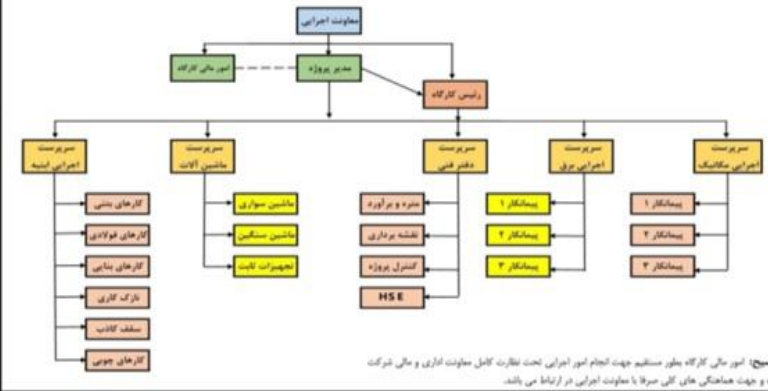 معاونت اجرایی
امور مالی کارگاه
مدیر پروژه
رئیس کارگاه
سرپرست
اجرایی ابنیه
سرپرست
ماشین آلات
سرپرست
دفتر فنی
سرپرست
اجرایی برق
سرپرست
اجرایی مکانیک
کارهای بتنی
کارهای فولادی
کارهای بنایی
نازک کاری
سقف کاذب
کارهای چوبی
ماشین سواری
ماشین سنگین
تجهیزات ثابت
متره و برآورد
نقشه برداری
کنترل پروژه
HSE
پیمانکار ۱
پیمانکار ۲
پیمانکار ۳
پیمانکار ۱
پیمانکار ۲
پیمانکار ۳
امور مالی کارگاه بطور مستقیم جهت انجام امور اجرایی تحت نظارت کامل معاونت اداری و مالی شرکت
و جهت هماهنگی های کلی صرفا با معاونت اجرایی در ارتباط می باشد.